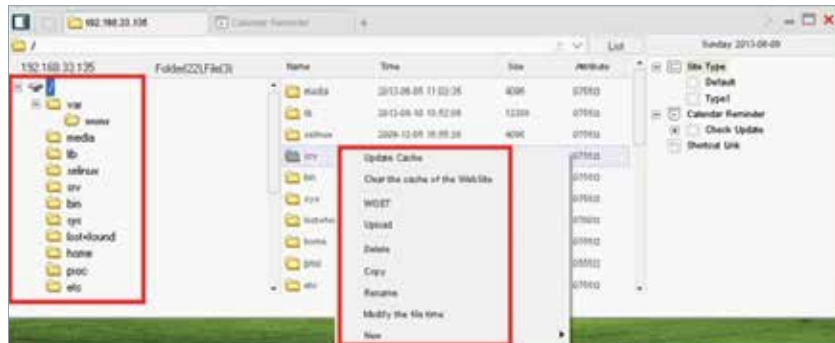 192.168.33.135 Calendar Reminder +
/ List Sunday 2013-06-09
192.168.33.135 Folder(22),File(3) Name Time Size Attribute
/
var
www
media
lib
selinux
srv
bin
sys
lost+found
home
proc
etc
media 4096
lib 12288
selinux 4096
srv
bin
sys
home
proc
etc
Update Cache
Clear the cache of the WebSite
WGET
Upload
Delete
Copy
Rename
Modify the file time
New
Site Type
Default
Type1
Calendar Reminder
Check Update
Shortcut Link